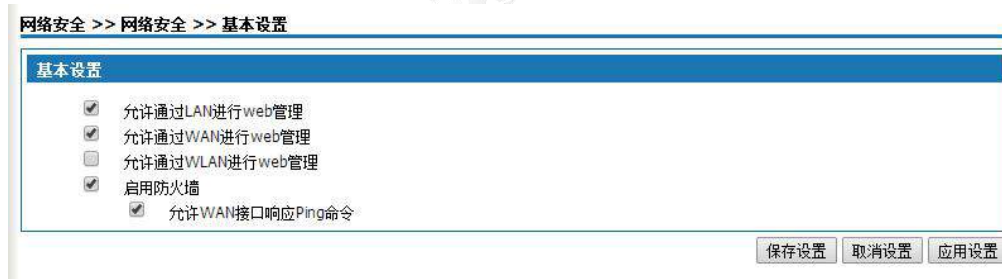 网络安全 >> 网络安全 >> 基本设置
基本设置
允许通过LAN进行web管理
允许通过WAN进行web管理
允许通过WLAN进行web管理
启用防火墙
允许WAN接口响应Ping命令
保存设置 取消设置 应用设置